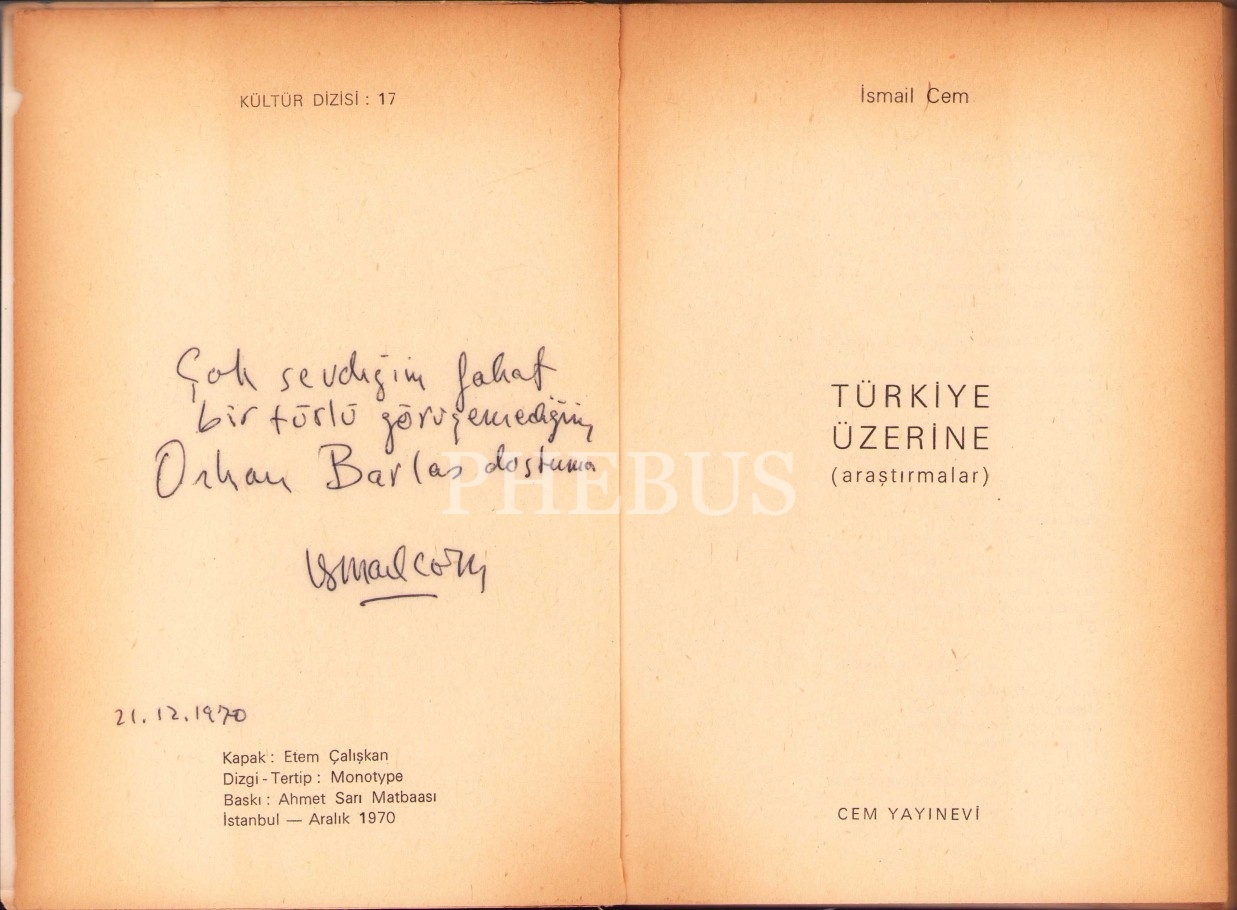 KÜLTÜR DİZİSİ : 17
Çok sevdiğim fakat
bir türlü görüşemediğim
Orhan Barlas dostuma
İsmail Cem
21.12.1970
Kapak : Etem Çalışkan
Dizgi - Tertip : Monotype
Baskı : Ahmet Sarı Matbaası
İstanbul — Aralık 1970
İsmail Cem
TÜRKİYE
ÜZERİNE
(araştırmalar)
CEM YAYINEVİ
PHEBUS